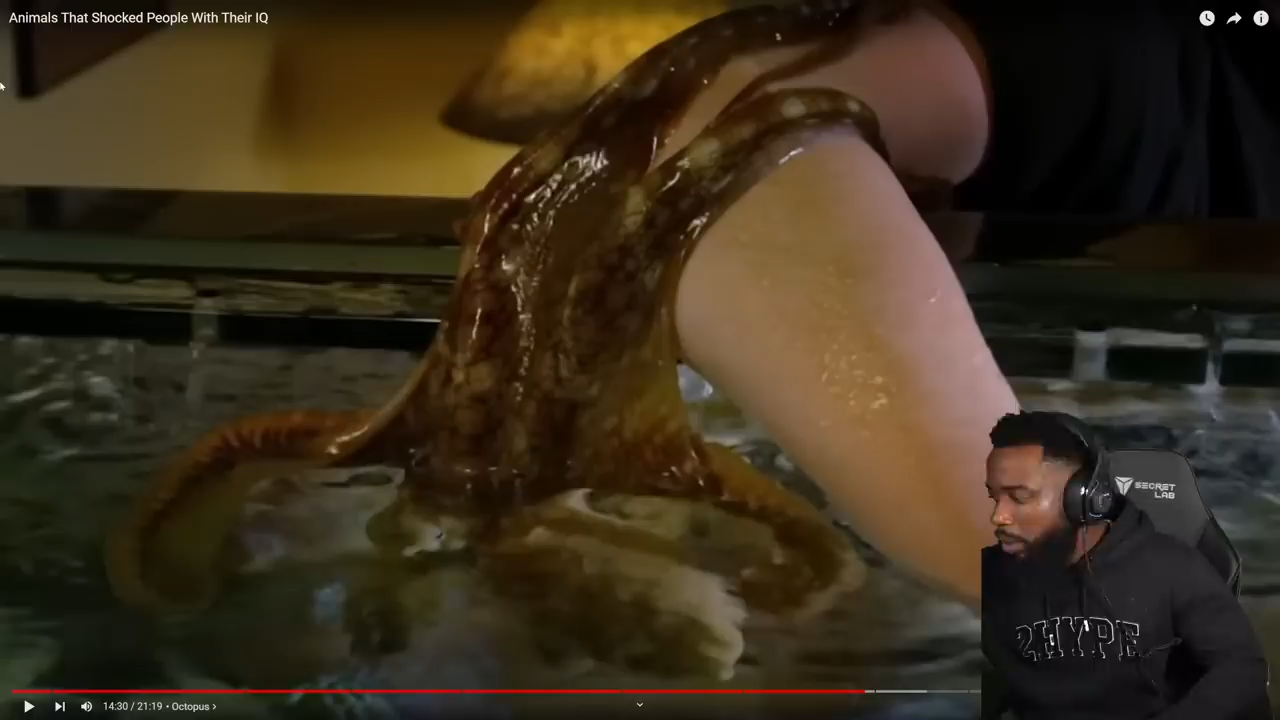 Animals That Shocked People With Their IQ
SECRET
LAB
2HYPE
14:30 / 21:19 • Octopus ›